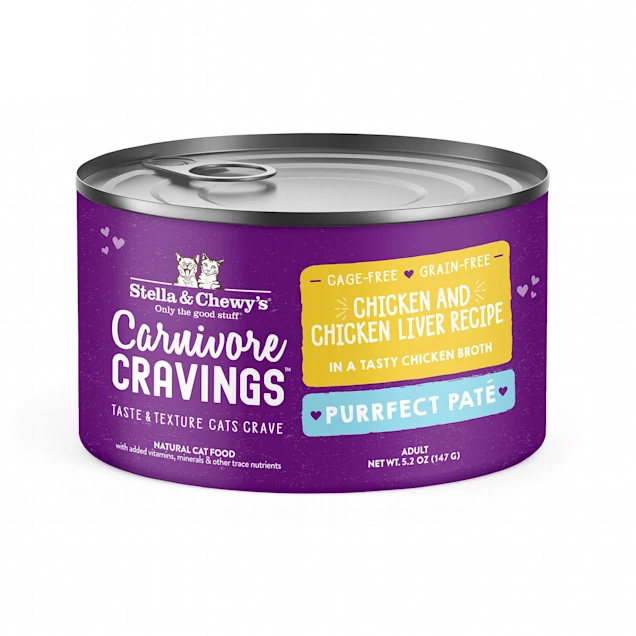 Stella & Chewy's®
Only the good stuff®
Carnivore
CRAVINGS™
TASTE & TEXTURE CATS CRAVE
NATURAL CAT FOOD
with added vitamins, minerals & other trace nutrients
CAGE-FREE GRAIN-FREE
CHICKEN AND
CHICKEN LIVER RECIPE
IN A TASTY CHICKEN BROTH
PURRFECT PATÉ
ADULT
NET WT. 5.2 OZ (147 G)